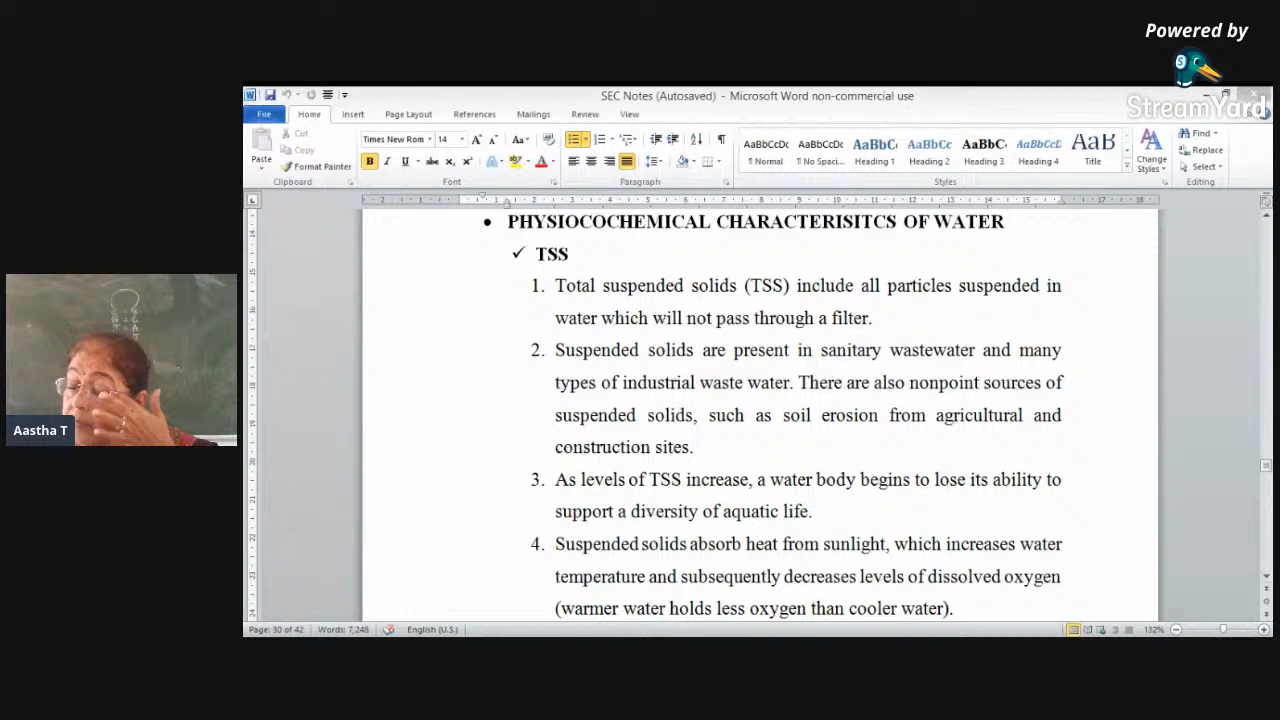 Powered by
StreamYard
SEC Notes (Autosaved) - Microsoft Word non-commercial use
File Home Insert Page Layout References Mailings Review View
Cut
Copy
Paste
Format Painter
Clipboard
Times New Rom 14
Font
Paragraph
AaBbCcDc AaBbCcDc AaBbC AaBbCc AaBbCc AaBbCcD AaB
¶ Normal ¶ No Spaci... Heading 1 Heading 2 Heading 3 Heading 4 Title
Change
Styles
Styles
Find
Replace
Select
Editing
• PHYSIOCOCHEMICAL CHARACTERISITCS OF WATER
✓ TSS
1. Total suspended solids (TSS) include all particles suspended in
water which will not pass through a filter.
2. Suspended solids are present in sanitary wastewater and many
types of industrial waste water. There are also nonpoint sources of
suspended solids, such as soil erosion from agricultural and
construction sites.
3. As levels of TSS increase, a water body begins to lose its ability to
support a diversity of aquatic life.
4. Suspended solids absorb heat from sunlight, which increases water
temperature and subsequently decreases levels of dissolved oxygen
(warmer water holds less oxygen than cooler water).
Aastha T
Page: 30 of 42 Words: 7,248 English (U.S.) 132%